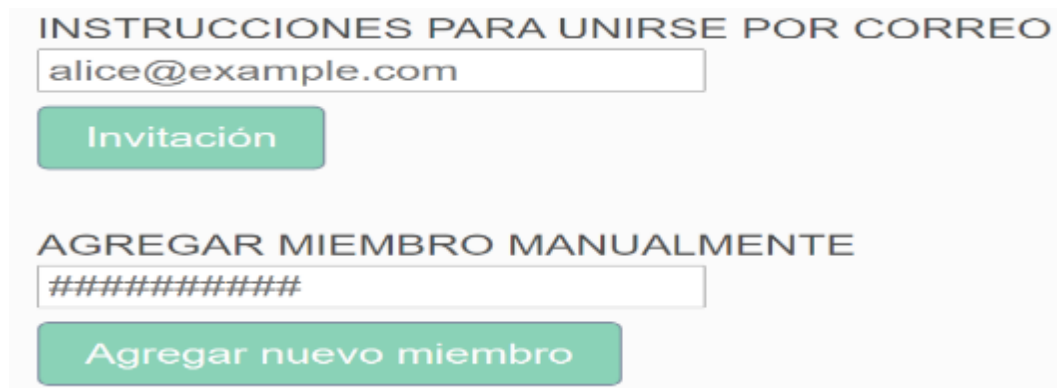 INSTRUCCIONES PARA UNIRSE POR CORREO
alice@example.com
Invitación
AGREGAR MIEMBRO MANUALMENTE
##########
Agregar nuevo miembro